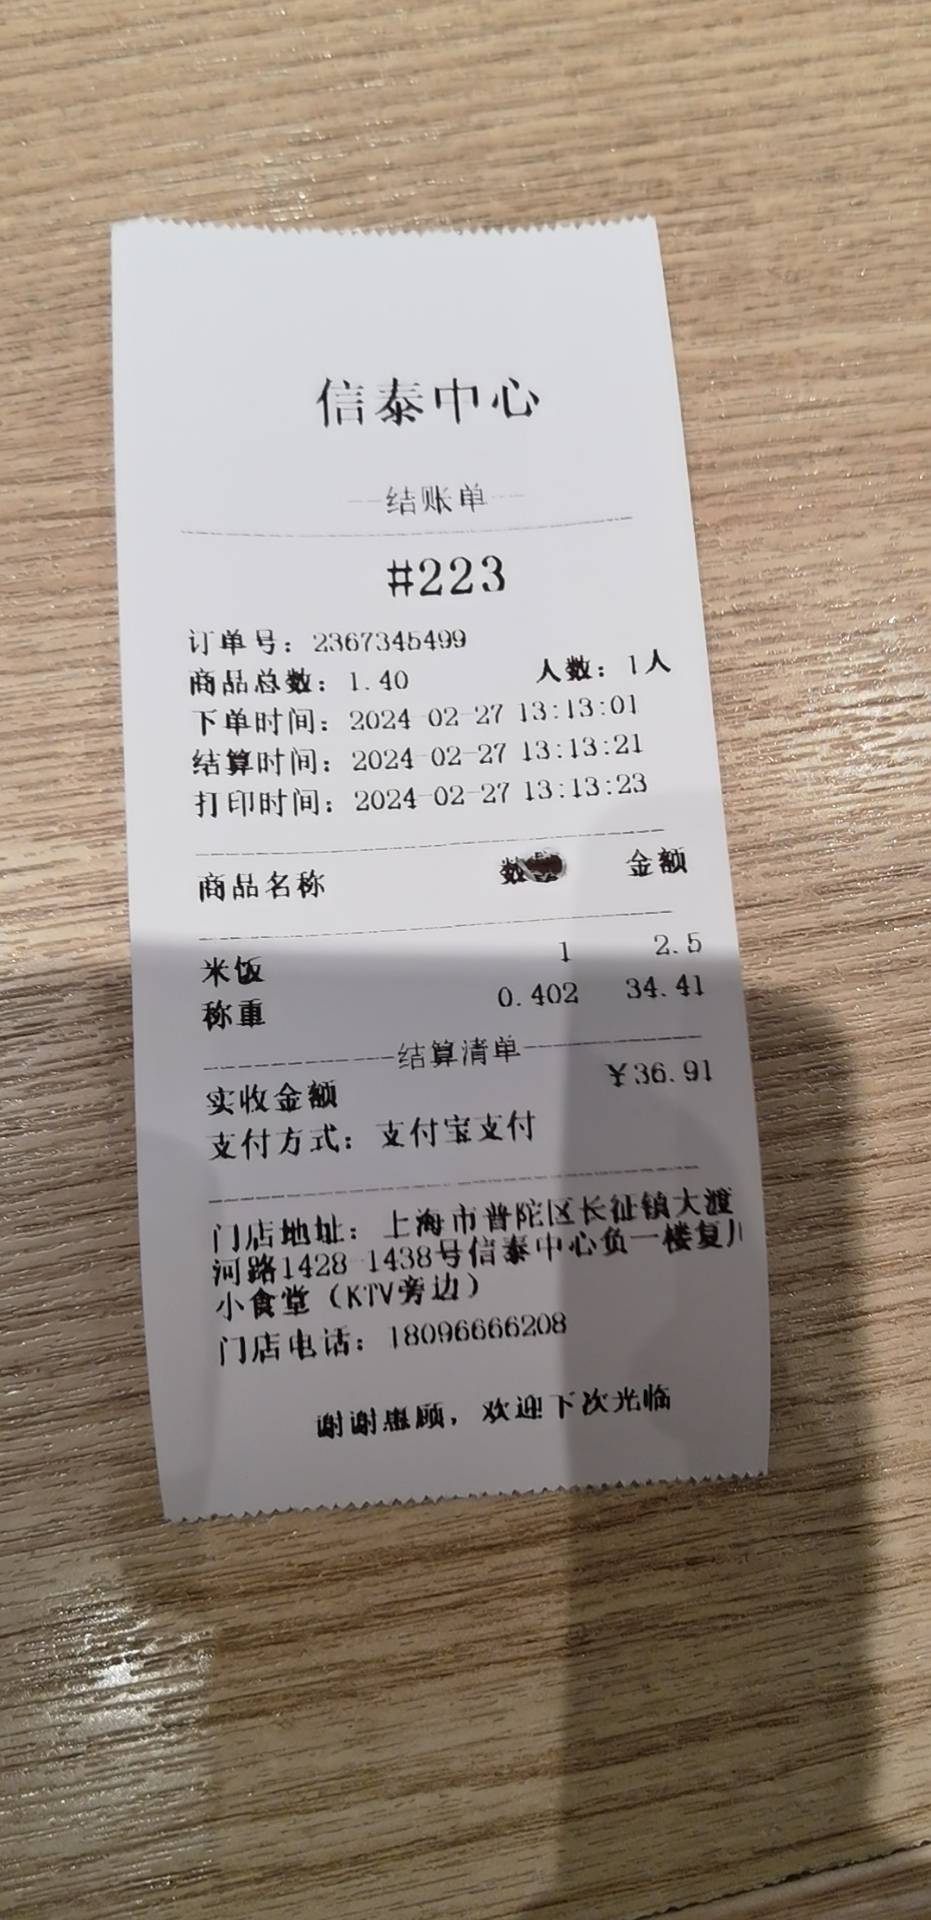 信泰中心
结账单
#223
订单号：2367345499
商品总数：1.40 人数：1人
下单时间：2024-02-27 13:13:01
结算时间：2024-02-27 13:13:21
打印时间：2024-02-27 13:13:23
商品名称 数 金额
米饭 1 2.5
称重 0.402 34.41
结算清单
实收金额 ¥36.91
支付方式：支付宝支付
门店地址：上海市普陀区长征镇大渡
河路1428-1438号信泰中心负一楼复
小食堂（KTV旁边）
门店电话：18096666208
谢谢惠顾，欢迎下次光临